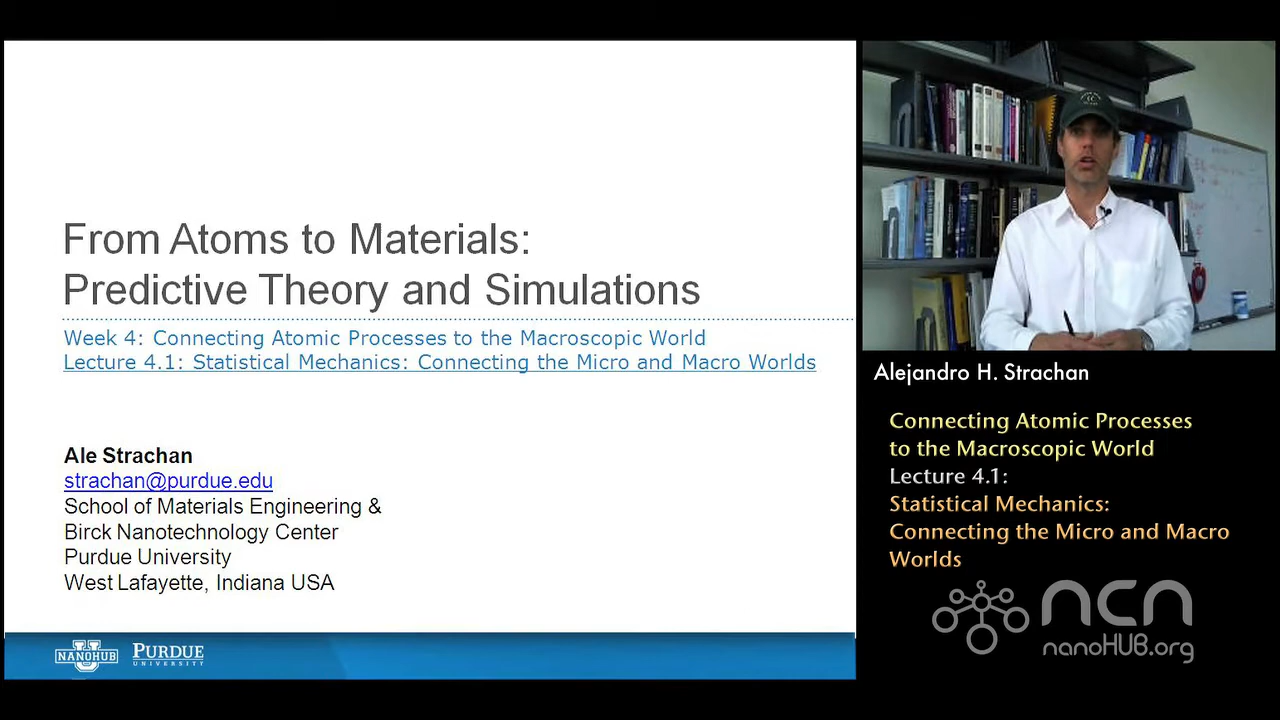 From Atoms to Materials:
Predictive Theory and Simulations
Week 4: Connecting Atomic Processes to the Macroscopic World
Lecture 4.1: Statistical Mechanics: Connecting the Micro and Macro Worlds
Ale Strachan
strachan@purdue.edu
School of Materials Engineering &
Birck Nanotechnology Center
Purdue University
West Lafayette, Indiana USA
NANOHUB
U
PURDUE
UNIVERSITY
Alejandro H. Strachan
Connecting Atomic Processes
to the Macroscopic World
Lecture 4.1:
Statistical Mechanics:
Connecting the Micro and Macro
Worlds
ncn
nanoHUB.org